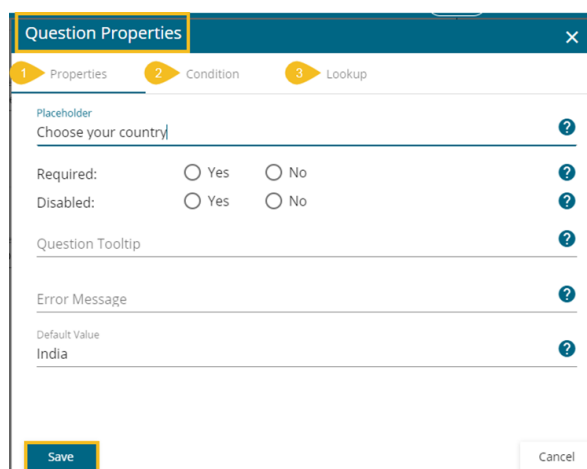 Question Properties
1 Properties 2 Condition 3 Lookup
Placeholder
Choose your country
Required: Yes No
Disabled: Yes No
Question Tooltip
Error Message
Default Value
India
Save Cancel